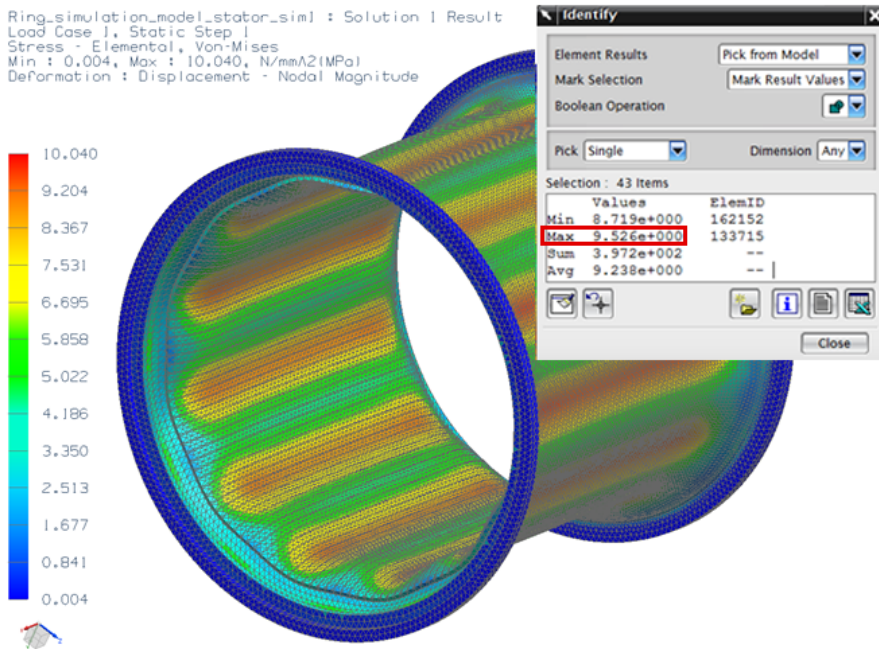 Ring_simulation_model_stator_sim1 : Solution 1 Result
Load Case 1, Static Step 1
Stress - Elemental, Von-Mises
Min : 0.004, Max : 10.040, N/mm^2(MPa)
Deformation : Displacement - Nodal Magnitude
10.040
9.204
8.367
7.531
6.695
5.858
5.022
4.186
3.350
2.513
1.677
0.841
0.004
Identify
Element Results Pick from Model
Mark Selection Mark Result Values
Boolean Operation
Pick Single Dimension Any
Selection : 43 Items
Values ElemID
Min 8.719e+000 162152
Max 9.526e+000 133715
Sum 3.972e+002 --
Avg 9.238e+000 --
Close